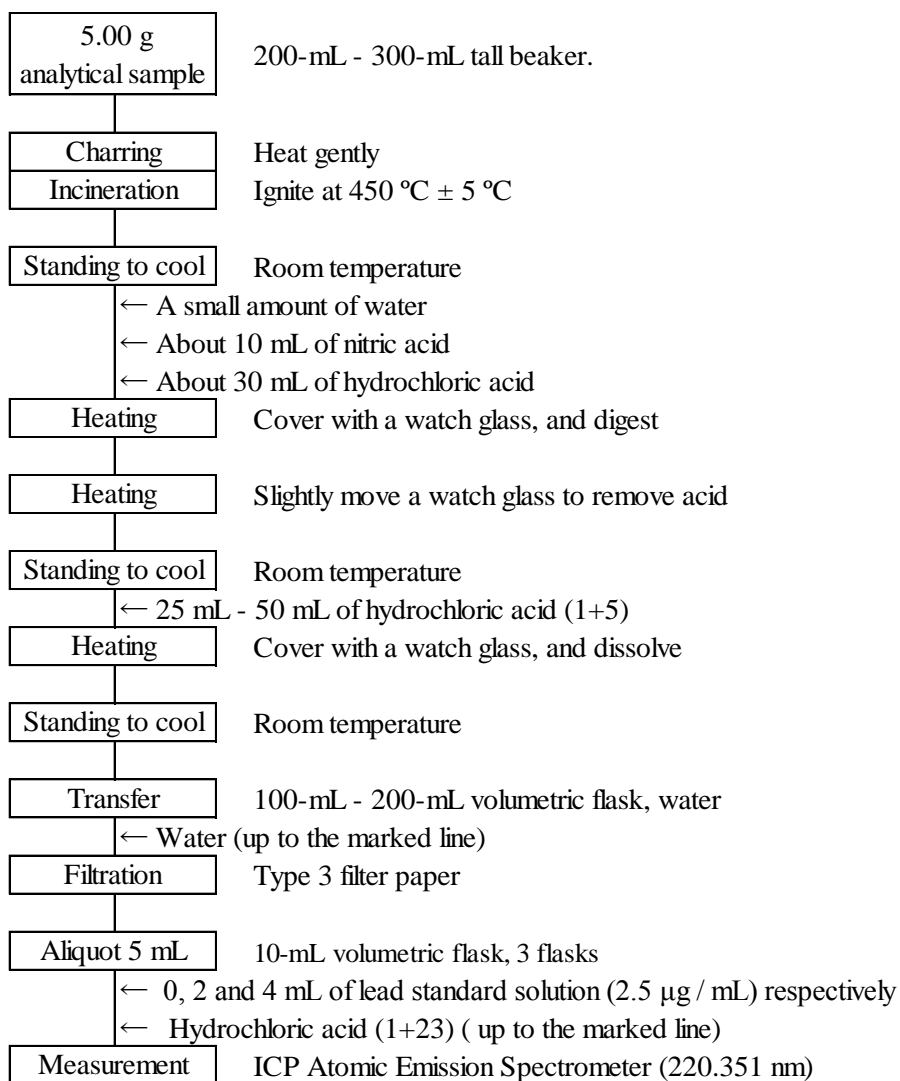 5.00 g
analytical sample
200-mL - 300-mL tall beaker.
Charring
Heat gently
Incineration
Ignite at 450 ºC ± 5 ºC
Standing to cool
Room temperature
← A small amount of water
← About 10 mL of nitric acid
← About 30 mL of hydrochloric acid
Heating
Cover with a watch glass, and digest
Heating
Slightly move a watch glass to remove acid
Standing to cool
Room temperature
← 25 mL - 50 mL of hydrochloric acid (1+5)
Heating
Cover with a watch glass, and dissolve
Standing to cool
Room temperature
Transfer
100-mL - 200-mL volumetric flask, water
← Water (up to the marked line)
Filtration
Type 3 filter paper
Aliquot 5 mL
10-mL volumetric flask, 3 flasks
← 0, 2 and 4 mL of lead standard solution (2.5 μg / mL) respectively
← Hydrochloric acid (1+23) ( up to the marked line)
Measurement
ICP Atomic Emission Spectrometer (220.351 nm)